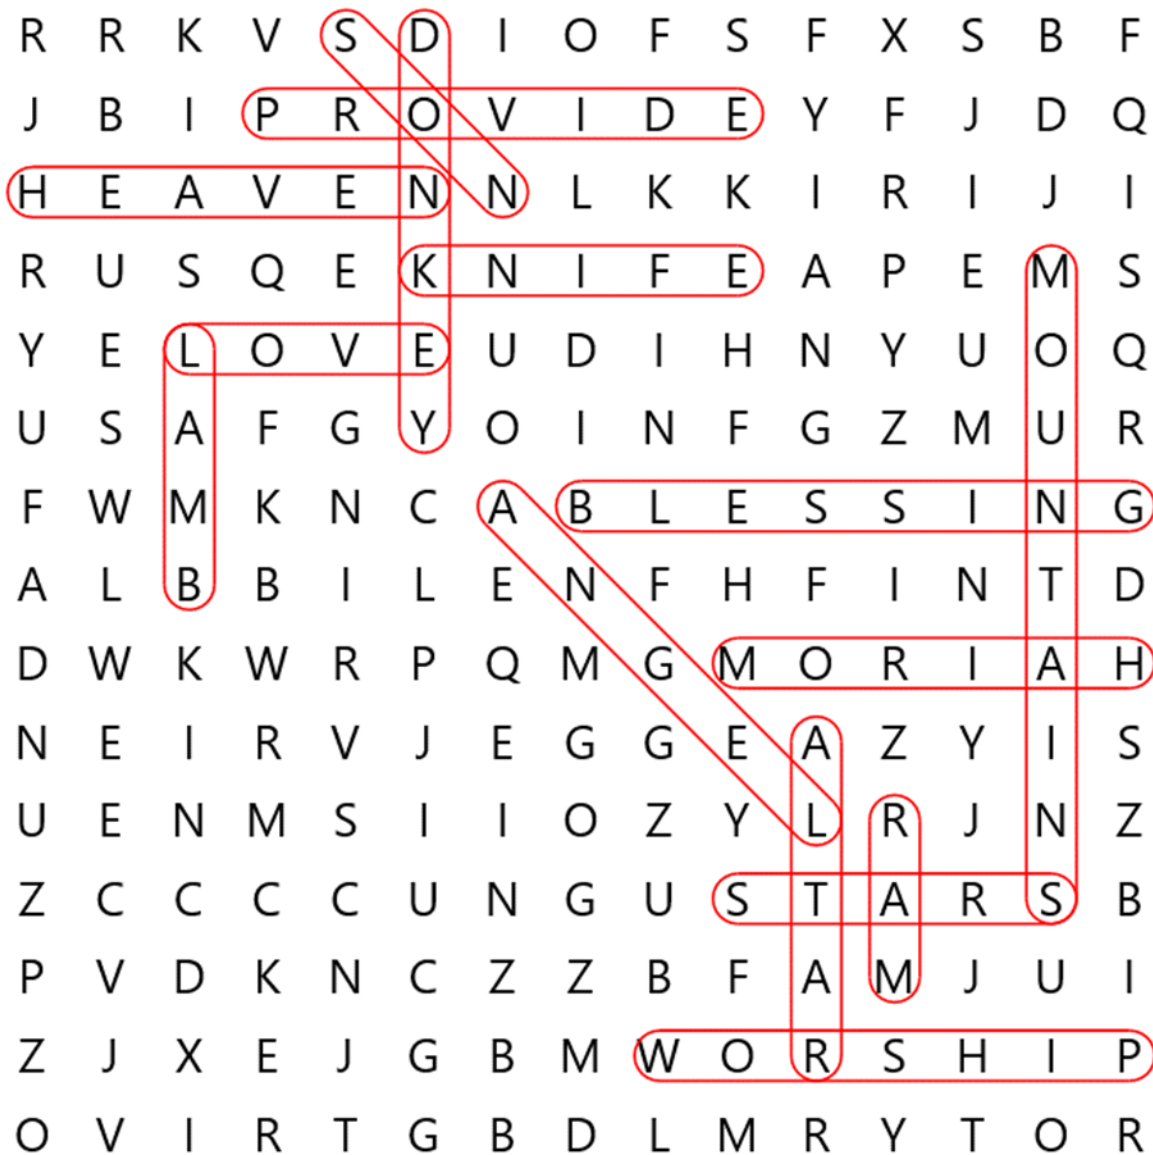 R R K V S D I O F S F X S B F
J B I P R O V I D E Y F J D Q
H E A V E N N L K K I R I J I
R U S Q E K N I F E A P E M S
Y E L O V E U D I H N Y U O Q
U S A F G Y O I N F G Z M U R
F W M K N C A B L E S S I N G
A L B B I L E N F H F I N T D
D W K W R P Q M G M O R I A H
N E I R V J E G G E A Z Y I S
U E N M S I I O Z Y L R J N Z
Z C C C C U N G U S T A R S B
P V D K N C Z Z B F A M J U I
Z J X E J G B M W O R S H I P
O V I R T G B D L M R Y T O R